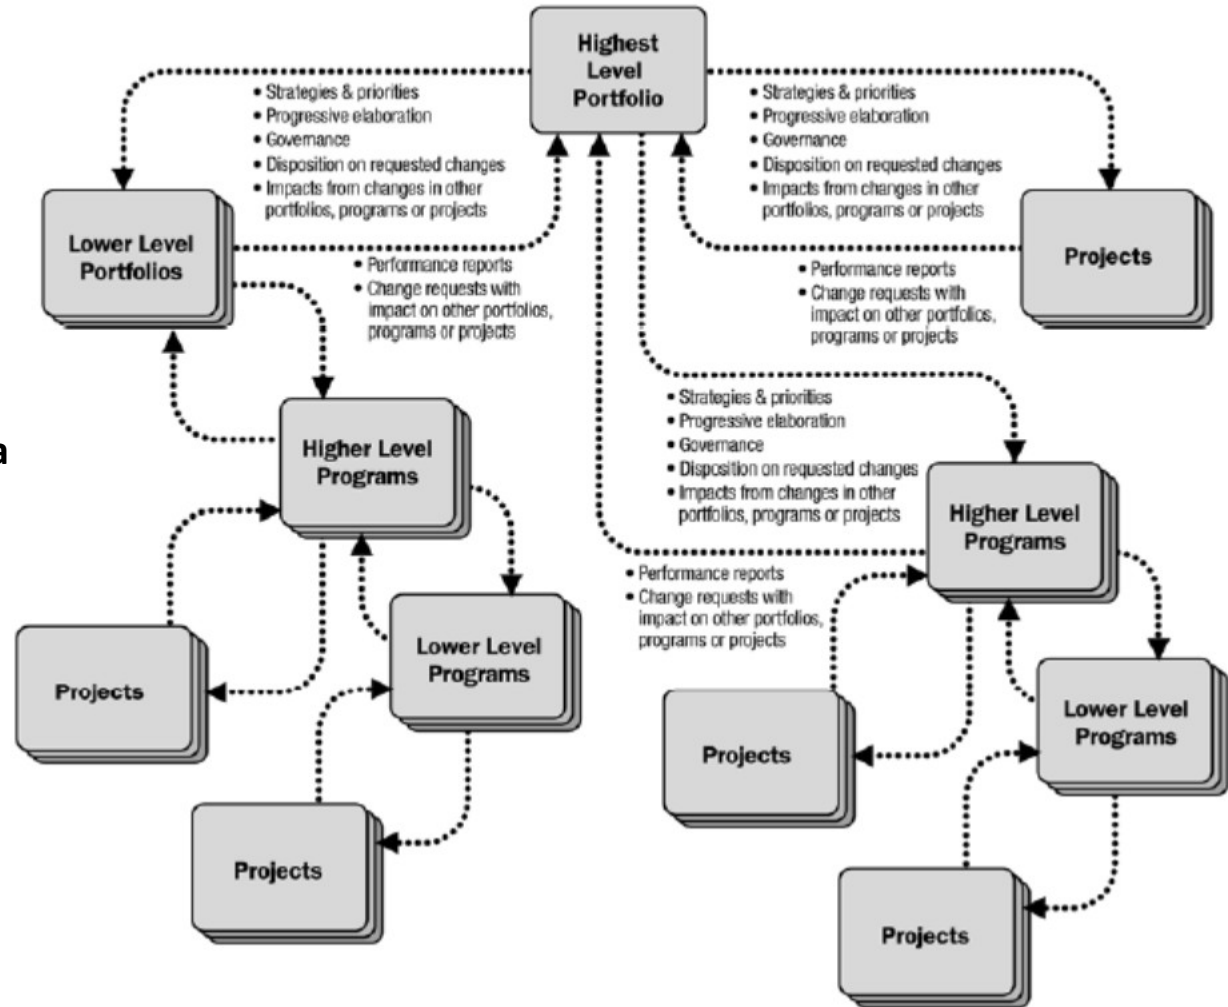 Highest
Level
Portfolio
• Strategies & priorities
• Progressive elaboration
• Governance
• Disposition on requested changes
• Impacts from changes in other
portfolios, programs or projects
• Strategies & priorities
• Progressive elaboration
• Governance
• Disposition on requested changes
• Impacts from changes in other
portfolios, programs or projects
Lower Level
Portfolios
Projects
• Performance reports
• Change requests with
impact on other portfolios,
programs or projects
• Performance reports
• Change requests with
impact on other portfolios,
programs or projects
• Strategies & priorities
• Progressive elaboration
• Governance
• Disposition on requested changes
• Impacts from changes in other
portfolios, programs or projects
a
Higher Level
Programs
Higher Level
Programs
• Performance reports
• Change requests with
impact on other portfolios,
programs or projects
Lower Level
Programs
Projects
Lower Level
Programs
Projects
Projects
Projects